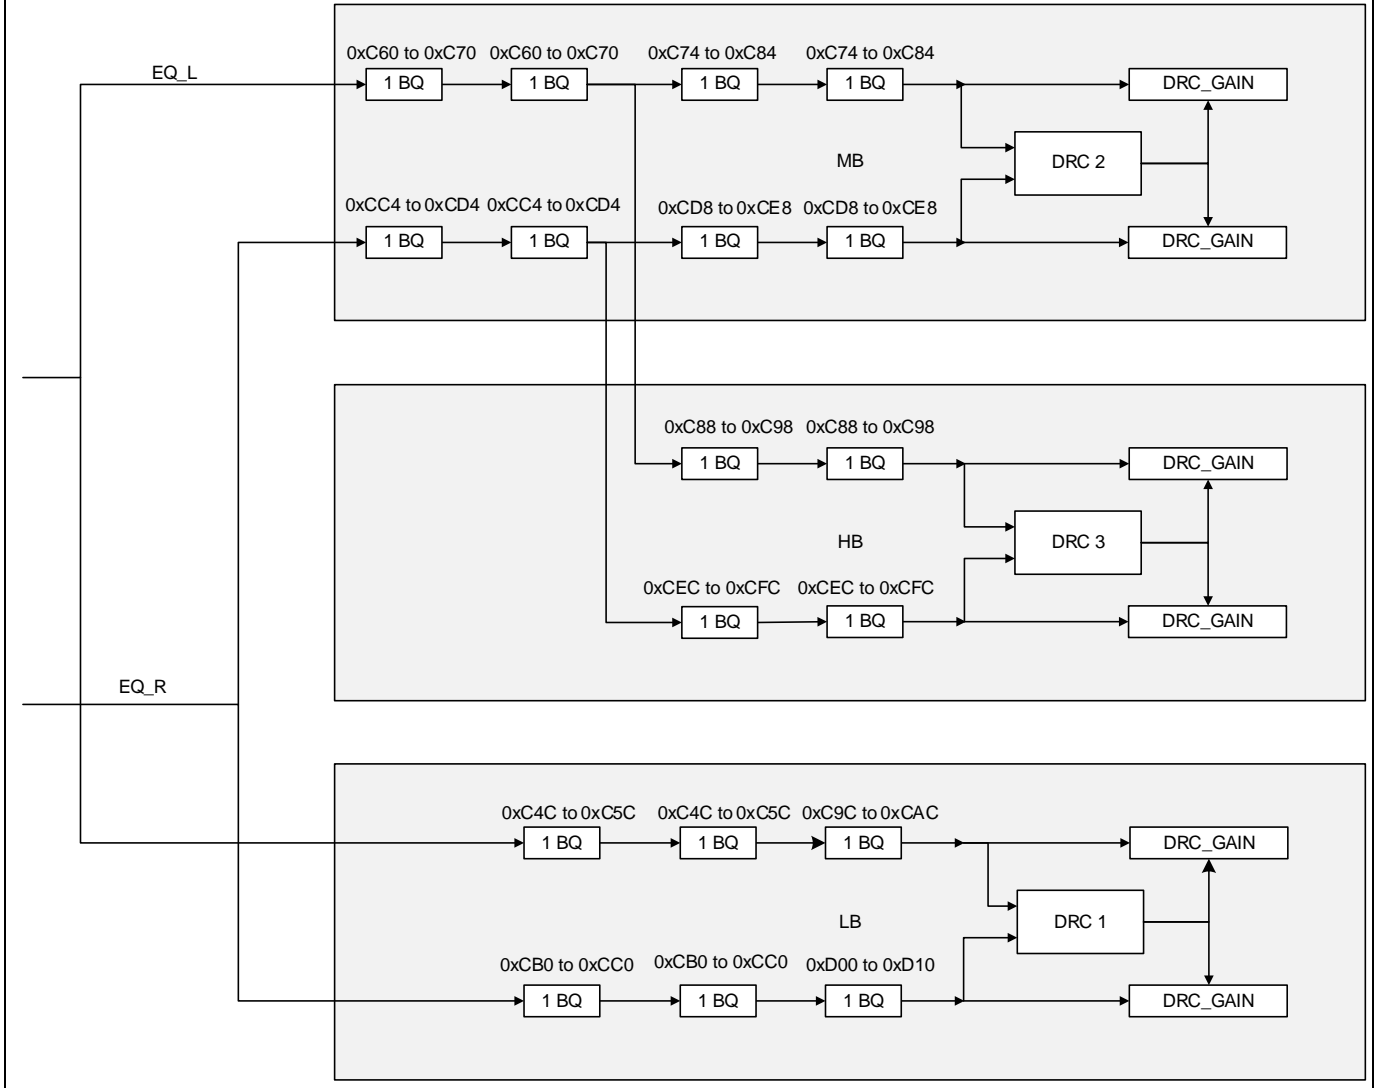 0xC60 to 0xC70 0xC60 to 0xC70 0xC74 to 0xC84 0xC74 to 0xC84
EQ_L 1 BQ 1 BQ 1 BQ 1 BQ DRC_GAIN
MB DRC 2
0xCC4 to 0xCD4 0xCC4 to 0xCD4 0xCD8 to 0xCE8 0xCD8 to 0xCE8
1 BQ 1 BQ 1 BQ 1 BQ DRC_GAIN
0xC88 to 0xC98 0xC88 to 0xC98
1 BQ 1 BQ DRC_GAIN
HB DRC 3
0xCEC to 0xCFC 0xCEC to 0xCFC
1 BQ 1 BQ DRC_GAIN
EQ_R
0xC4C to 0xC5C 0xC4C to 0xC5C 0xC9C to 0xCAC
1 BQ 1 BQ 1 BQ DRC_GAIN
LB DRC 1
0xCB0 to 0xCC0 0xCB0 to 0xCC0 0xD00 to 0xD10
1 BQ 1 BQ 1 BQ DRC_GAIN